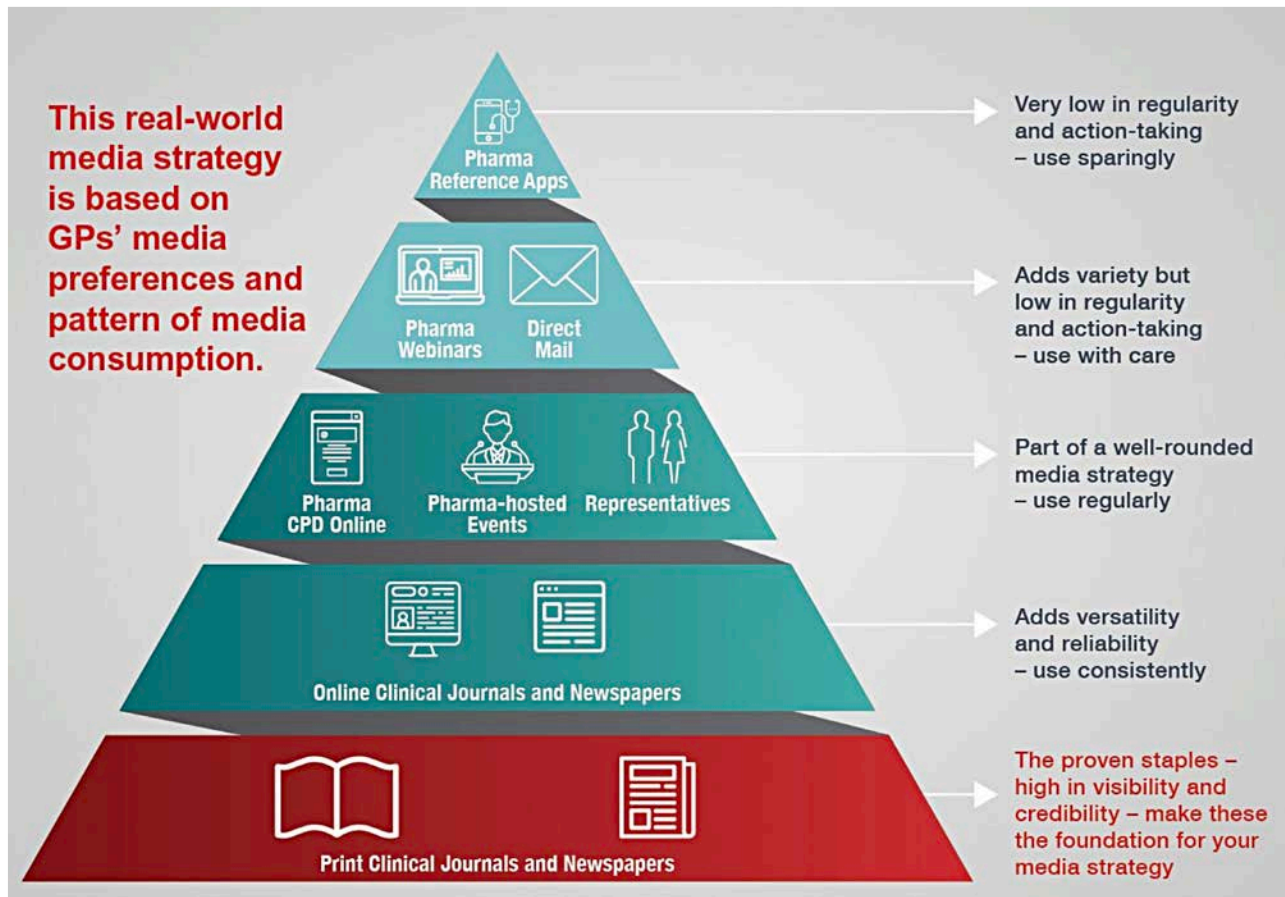 This real-world
media strategy
is based on
GPs’ media
preferences and
pattern of media
consumption.
Pharma
Reference Apps
Very low in regularity
and action-taking
– use sparingly
Pharma
Webinars
Direct
Mail
Adds variety but
low in regularity
and action-taking
– use with care
Pharma
CPD Online
Pharma-hosted
Events
Representatives
Part of a well-rounded
media strategy
– use regularly
Online Clinical Journals and Newspapers
Adds versatility
and reliability
– use consistently
Print Clinical Journals and Newspapers
The proven staples –
high in visibility and
credibility – make these
the foundation for your
media strategy